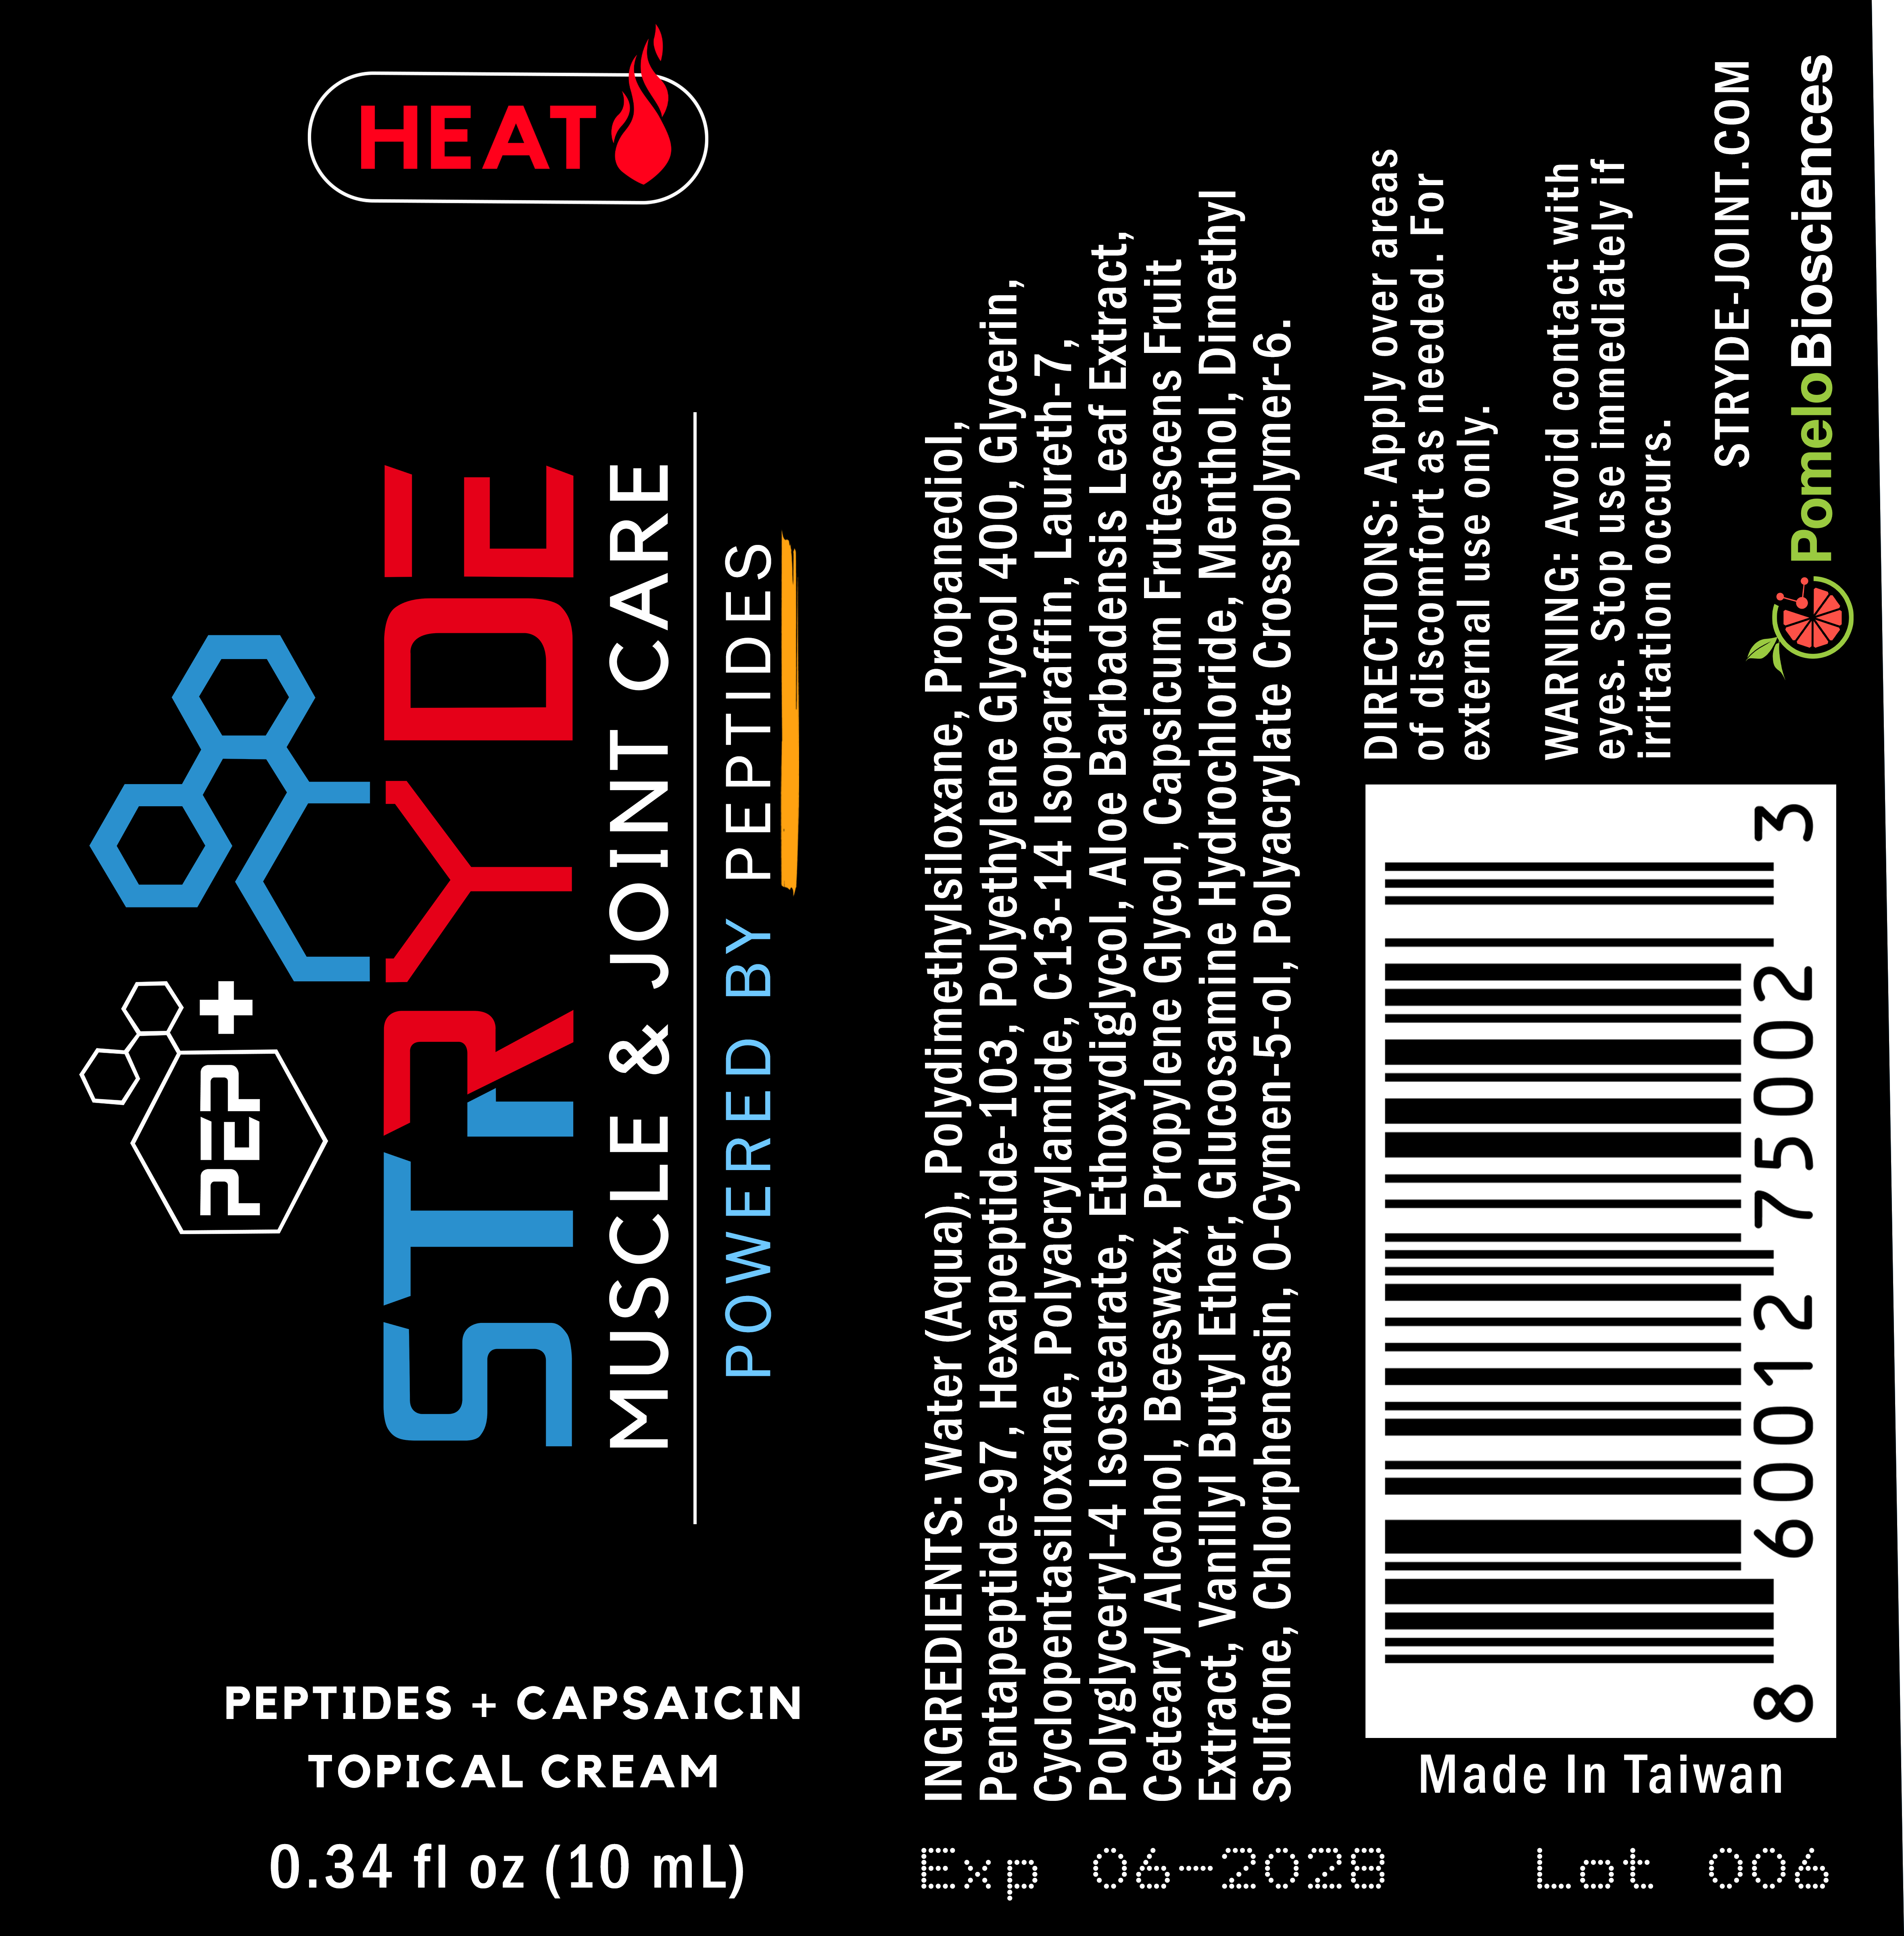 HEAT
PEP+
STRYDE
MUSCLE & JOINT CARE
POWERED BY PEPTIDES
PEPTIDES + CAPSAICIN
TOPICAL CREAM
0.34 fl oz (10 mL)
INGREDIENTS: Water (Aqua), Polydimethylsiloxane, Propanediol,
Pentapeptide-97, Hexapeptide-103, Polyethylene Glycol 400, Glycerin,
Cyclopentasiloxane, Polyacrylamide, C13-14 Isoparaffin, Laureth-7,
Polyglyceryl-4 Isostearate, Ethoxydiglycol, Aloe Barbadensis Leaf Extract,
Cetearyl Alcohol, Beeswax, Propylene Glycol, Capsicum Frutescens Fruit
Extract, Vanillyl Butyl Ether, Glucosamine Hydrochloride, Menthol, Dimethyl
Sulfone, Chlorphenesin, O-Cymen-5-ol, Polyacrylate Crosspolymer-6.
DIRECTIONS: Apply over areas
of discomfort as needed. For
external use only.
WARNING: Avoid contact with
eyes. Stop use immediately if
irritation occurs.
STRYDE-JOINT.COM
PomeloBiosciences
8 60012 75002 3
Made In Taiwan
Exp 06-2028 Lot 006